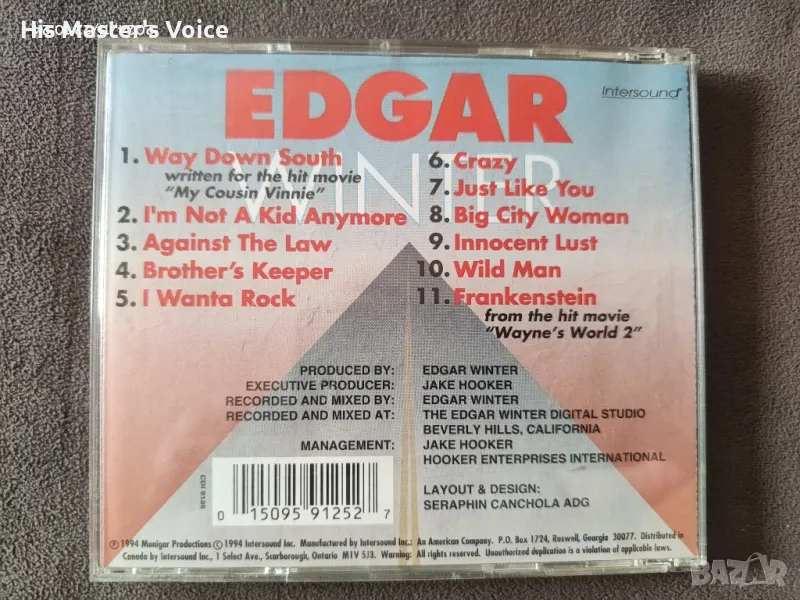 His Master's Voice
EDGAR
WINTER
Intersound
1. Way Down South
written for the hit movie
"My Cousin Vinnie"
2. I'm Not A Kid Anymore
3. Against The Law
4. Brother's Keeper
5. I Wanta Rock
6. Crazy
7. Just Like You
8. Big City Woman
9. Innocent Lust
10. Wild Man
11. Frankenstein
from the hit movie
"Wayne's World 2"
PRODUCED BY: EDGAR WINTER
EXECUTIVE PRODUCER: JAKE HOOKER
RECORDED AND MIXED BY: EDGAR WINTER
RECORDED AND MIXED AT: THE EDGAR WINTER DIGITAL STUDIO
BEVERLY HILLS, CALIFORNIA
MANAGEMENT: JAKE HOOKER
HOOKER ENTERPRISES INTERNATIONAL
LAYOUT & DESIGN:
SERAPHIN CANCHOLA ADG
CDI 9125
0 15095 91252 7
℗1994 Monigar Productions ©1994 Intersound Inc. Manufactured by Intersound Inc.: An American Company. P.O. Box 1724, Roswell, Georgia 30077. Distributed in
Canada by Intersound Inc., 1 Select Ave., Scarborough, Ontario M1V 5J3. Warning: All rights reserved. Unauthorized duplication is a violation of applicable laws.
BAZAR